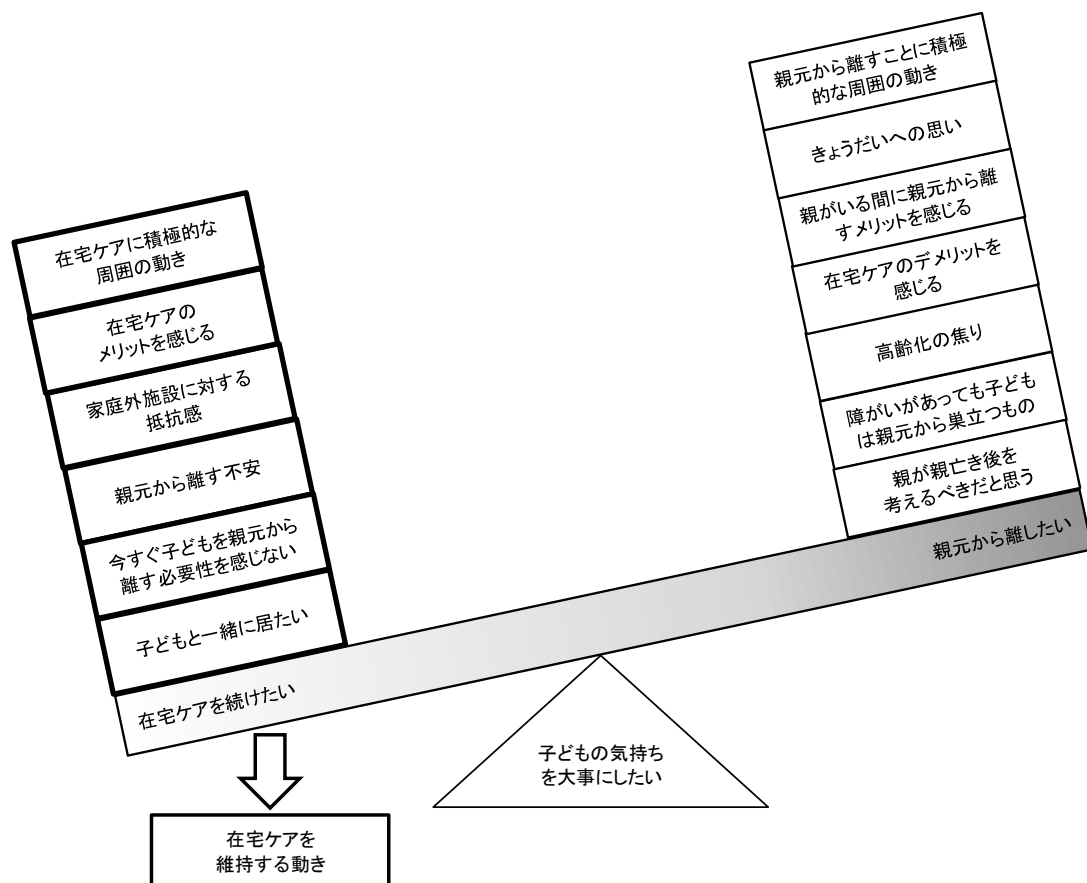 親元から離すことに積極
的な周囲の動き
きょうだいへの思い
親がいる間に親元から離
すメリットを感じる
在宅ケアのデメリットを
感じる
高齢化の焦り
障がいがあっても子ども
は親元から巣立つもの
親が親亡き後を
考えるべきだと思う
親元から離したい
在宅ケアに積極的な
周囲の動き
在宅ケアの
メリットを感じる
家庭外施設に対する
抵抗感
親元から離す不安
今すぐ子どもを親元から
離す必要性を感じない
子どもと一緒に居たい
在宅ケアを続けたい
子どもの気持ち
を大事にしたい
在宅ケアを
維持する動き